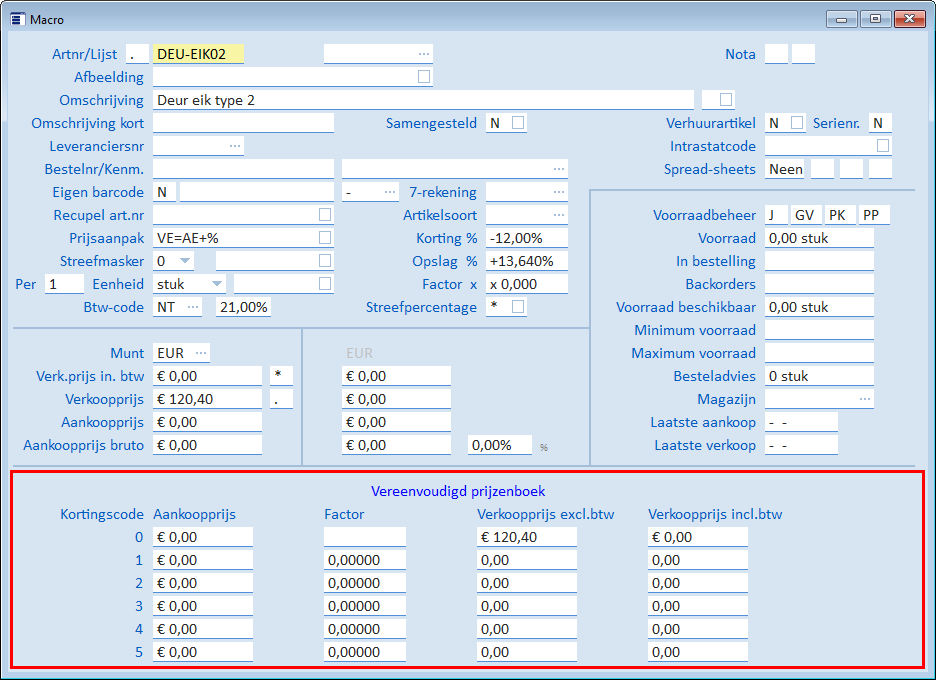 Macro
Artnr/Lijst . DEU-EIK02 ... Nota
Afbeelding
Omschrijving Deur eik type 2
Omschrijving kort Samengesteld N Verhuurartikel N Serienr. N
Leveranciersnr ... Intrastatcode
Bestelnr/Kenm. ... Spread-sheets Neen
Eigen barcode N - ... 7-rekening ...
Recupel art.nr Artikelsoort ... Voorraadbeheer J GV PK PP
Prijsaanpak VE=AE+% Korting % -12,00% Voorraad 0,00 stuk
Streefmasker 0 Opslag % +13,640% In bestelling
Per 1 Eenheid stuk Factor x x 0,000 Backorders
Btw-code NT ... 21,00% Streefpercentage * Voorraad beschikbaar 0,00 stuk
Minimum voorraad
Munt EUR ... EUR Maximum voorraad
Verk.prijs in. btw € 0,00 * € 0,00 Besteladvies 0 stuk
Verkoopprijs € 120,40 . € 0,00 Magazijn ...
Aankoopprijs € 0,00 € 0,00 Laatste aankoop - -
Aankoopprijs bruto € 0,00 € 0,00 0,00% % Laatste verkoop - -
Vereenvoudigd prijzenboek
Kortingscode Aankoopprijs Factor Verkoopprijs excl.btw Verkoopprijs incl.btw
0 € 0,00 € 120,40 € 0,00
1 € 0,00 0,00000 0,00 0,00
2 € 0,00 0,00000 0,00 0,00
3 € 0,00 0,00000 0,00 0,00
4 € 0,00 0,00000 0,00 0,00
5 € 0,00 0,00000 0,00 0,00